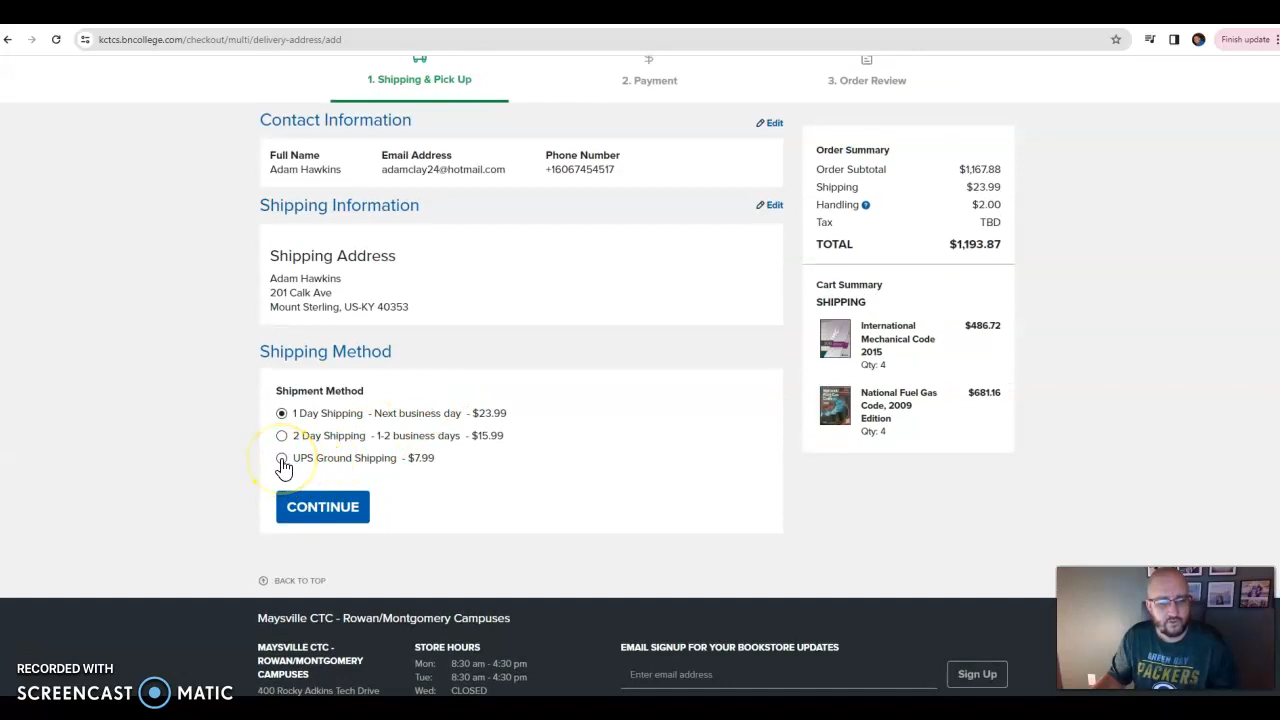 kctcs.bncollege.com/checkout/multi/delivery-address/add
Finish update
1. Shipping & Pick Up
2. Payment
3. Order Review
Contact Information
Edit
Full Name
Email Address
Phone Number
Adam Hawkins
adamclay24@hotmail.com
+16067454517
Shipping Information
Edit
Shipping Address
Adam Hawkins
201 Calk Ave
Mount Sterling, US-KY 40353
Shipping Method
Shipment Method
1 Day Shipping - Next business day - $23.99
2 Day Shipping - 1-2 business days - $15.99
UPS Ground Shipping - $7.99
CONTINUE
Order Summary
Order Subtotal $1,167.88
Shipping $23.99
Handling ? $2.00
Tax TBD
TOTAL $1,193.87
Cart Summary
SHIPPING
International $486.72
Mechanical Code
2015
Qty: 4
National Fuel Gas $681.16
Code, 2009
Edition
Qty: 4
BACK TO TOP
Maysville CTC - Rowan/Montgomery Campuses
MAYSVILLE CTC -
ROWAN/MONTGOMERY
CAMPUSES
400 Rocky Adkins Tech Drive
STORE HOURS
Mon: 8:30 am - 4:30 pm
Tue: 8:30 am - 4:30 pm
Wed: CLOSED
EMAIL SIGNUP FOR YOUR BOOKSTORE UPDATES
Enter email address
Sign Up
RECORDED WITH
SCREENCAST MATIC
GREEN BAY
PACKERS